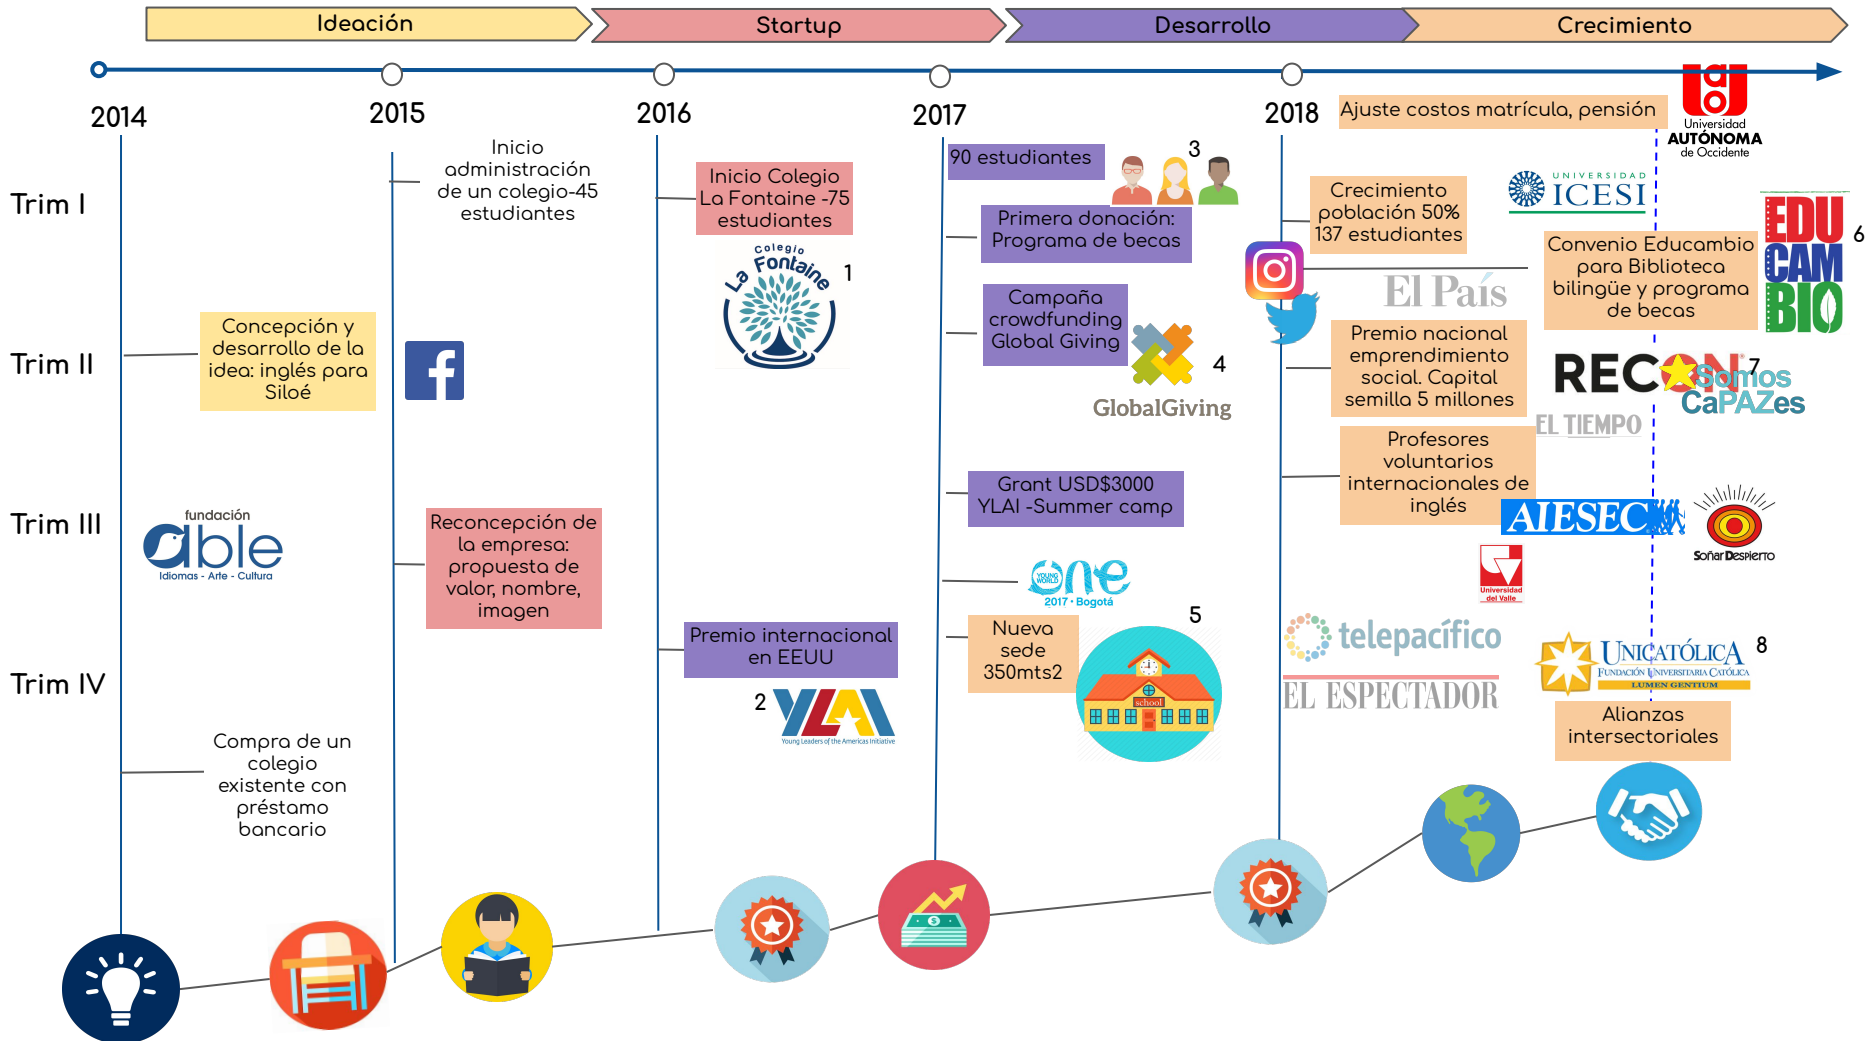 Ideación
Startup
Desarrollo
Crecimiento
2014
2015
2016
2017
2018
Trim I
Trim II
Trim III
Trim IV
Concepción y
desarrollo de la
idea: inglés para
Siloé
fundación
able
Idiomas - Arte - Cultura
Compra de un
colegio
existente con
préstamo
bancario
Inicio
administración
de un colegio-45
estudiantes
f
Reconcepción de
la empresa:
propuesta de
valor, nombre,
imagen
Inicio Colegio
La Fontaine -75
estudiantes
Colegio
La Fontaine
1
Premio internacional
en EEUU
2
YLAI
Young Leaders of the Americas Initiative
90 estudiantes
3
Primera donación:
Programa de becas
Campaña
crowdfunding
Global Giving
4
GlobalGiving
Grant USD$3000
YLAI -Summer camp
YOUNG
WORLD
One
2017 • Bogotá
Nueva
sede
350mts2
5
school
Ajuste costos matrícula, pensión
Universidad
AUTÓNOMA
de Occidente
Crecimiento
población 50%
137 estudiantes
UNIVERSIDAD
ICESI
Convenio Educambio
para Biblioteca
bilingüe y programa
de becas
EDU
CAM
BIO
6
El País
Premio nacional
emprendimiento
social. Capital
semilla 5 millones
RECON
7
Somos
CaPAZes
EL TIEMPO
Profesores
voluntarios
internacionales de
inglés
AIESEC
Soñar Despierto
Universidad
del Valle
telepacífico
EL ESPECTADOR
UNICATÓLICA
FUNDACIÓN UNIVERSITARIA CATÓLICA
LUMEN GENTIUM
8
Alianzas
intersectoriales